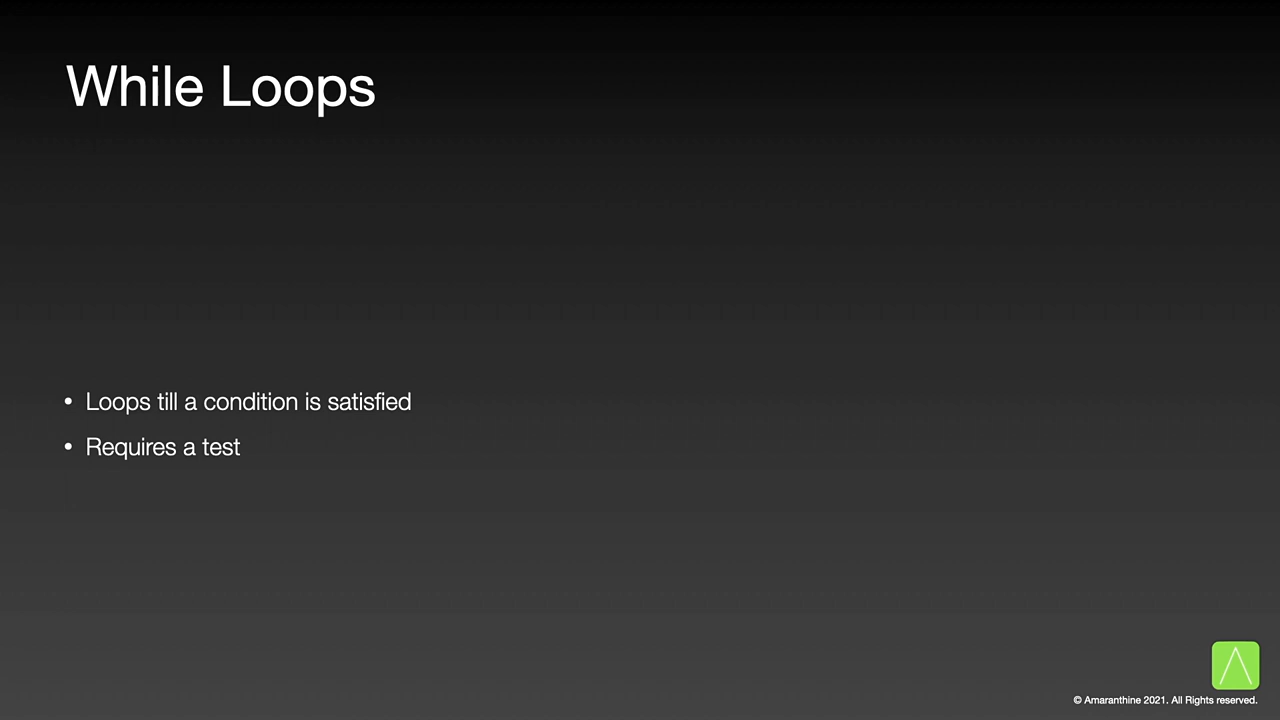 While Loops
• Loops till a condition is satisfied
• Requires a test
© Amaranthine 2021. All Rights reserved.